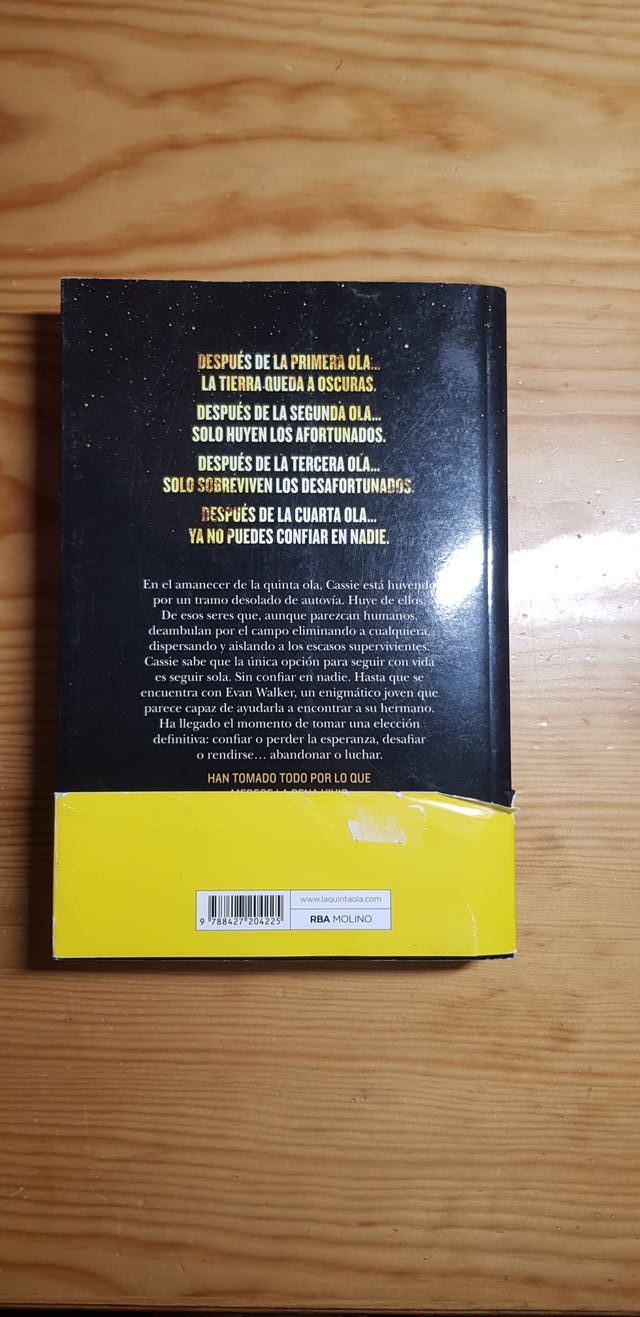 DESPUÉS DE LA PRIMERA OLA...
LA TIERRA QUEDA A OSCURAS.
DESPUÉS DE LA SEGUNDA OLA...
SOLO HUYEN LOS AFORTUNADOS.
DESPUÉS DE LA TERCERA OLA...
SOLO SOBREVIVEN LOS DESAFORTUNADOS.
DESPUÉS DE LA CUARTA OLA...
YA NO PUEDES CONFIAR EN NADIE.
En el amanecer de la quinta ola, Cassie está huyendo
por un tramo desolado de autovía. Huye de ellos.
De esos seres que, aunque parezcan humanos,
deambulan por el campo eliminando a cualquiera,
dispersando y aislando a los escasos supervivientes.
Cassie sabe que la única opción para seguir con vida
es seguir sola. Sin confiar en nadie. Hasta que se
encuentra con Evan Walker, un enigmático joven que
parece capaz de ayudarla a encontrar a su hermano.
Ha llegado el momento de tomar una elección
definitiva: confiar o perder la esperanza, desafiar
o rendirse... abandonar o luchar.
HAN TOMADO TODO POR LO QUE
MERECE LA PENA VIVIR
www.laquintaola.com
9 788427 204225
RBA MOLINO